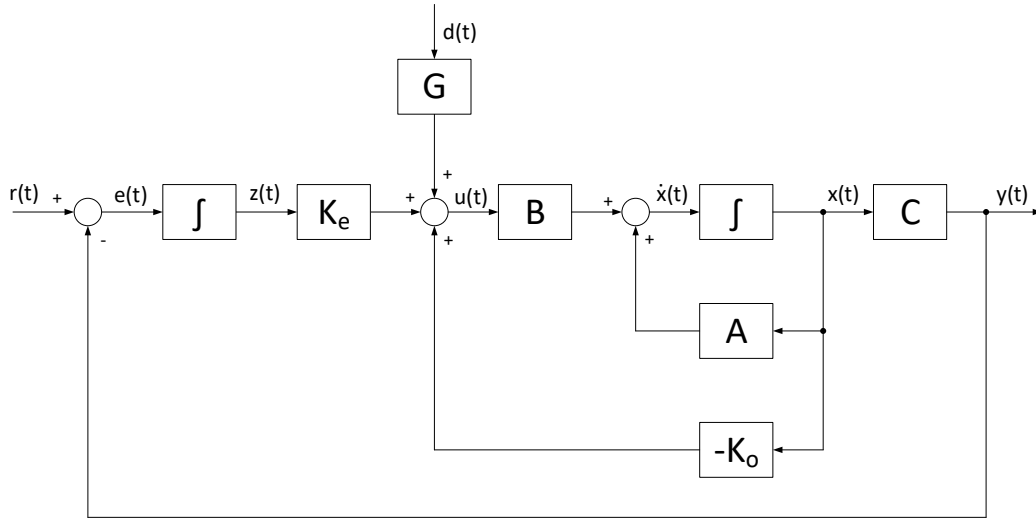 d(t)
G
+
r(t) + e(t) ∫ z(t) Kₑ + u(t) B + ẋ(t) ∫ x(t) C y(t)
- + +
A
-Kₒ